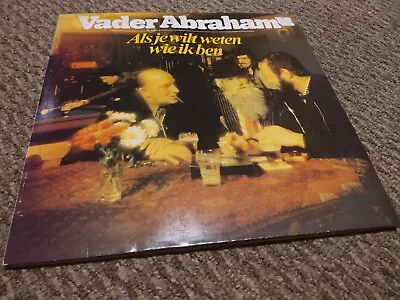 Vader Abraham
Als je wilt weten
wie ik ben